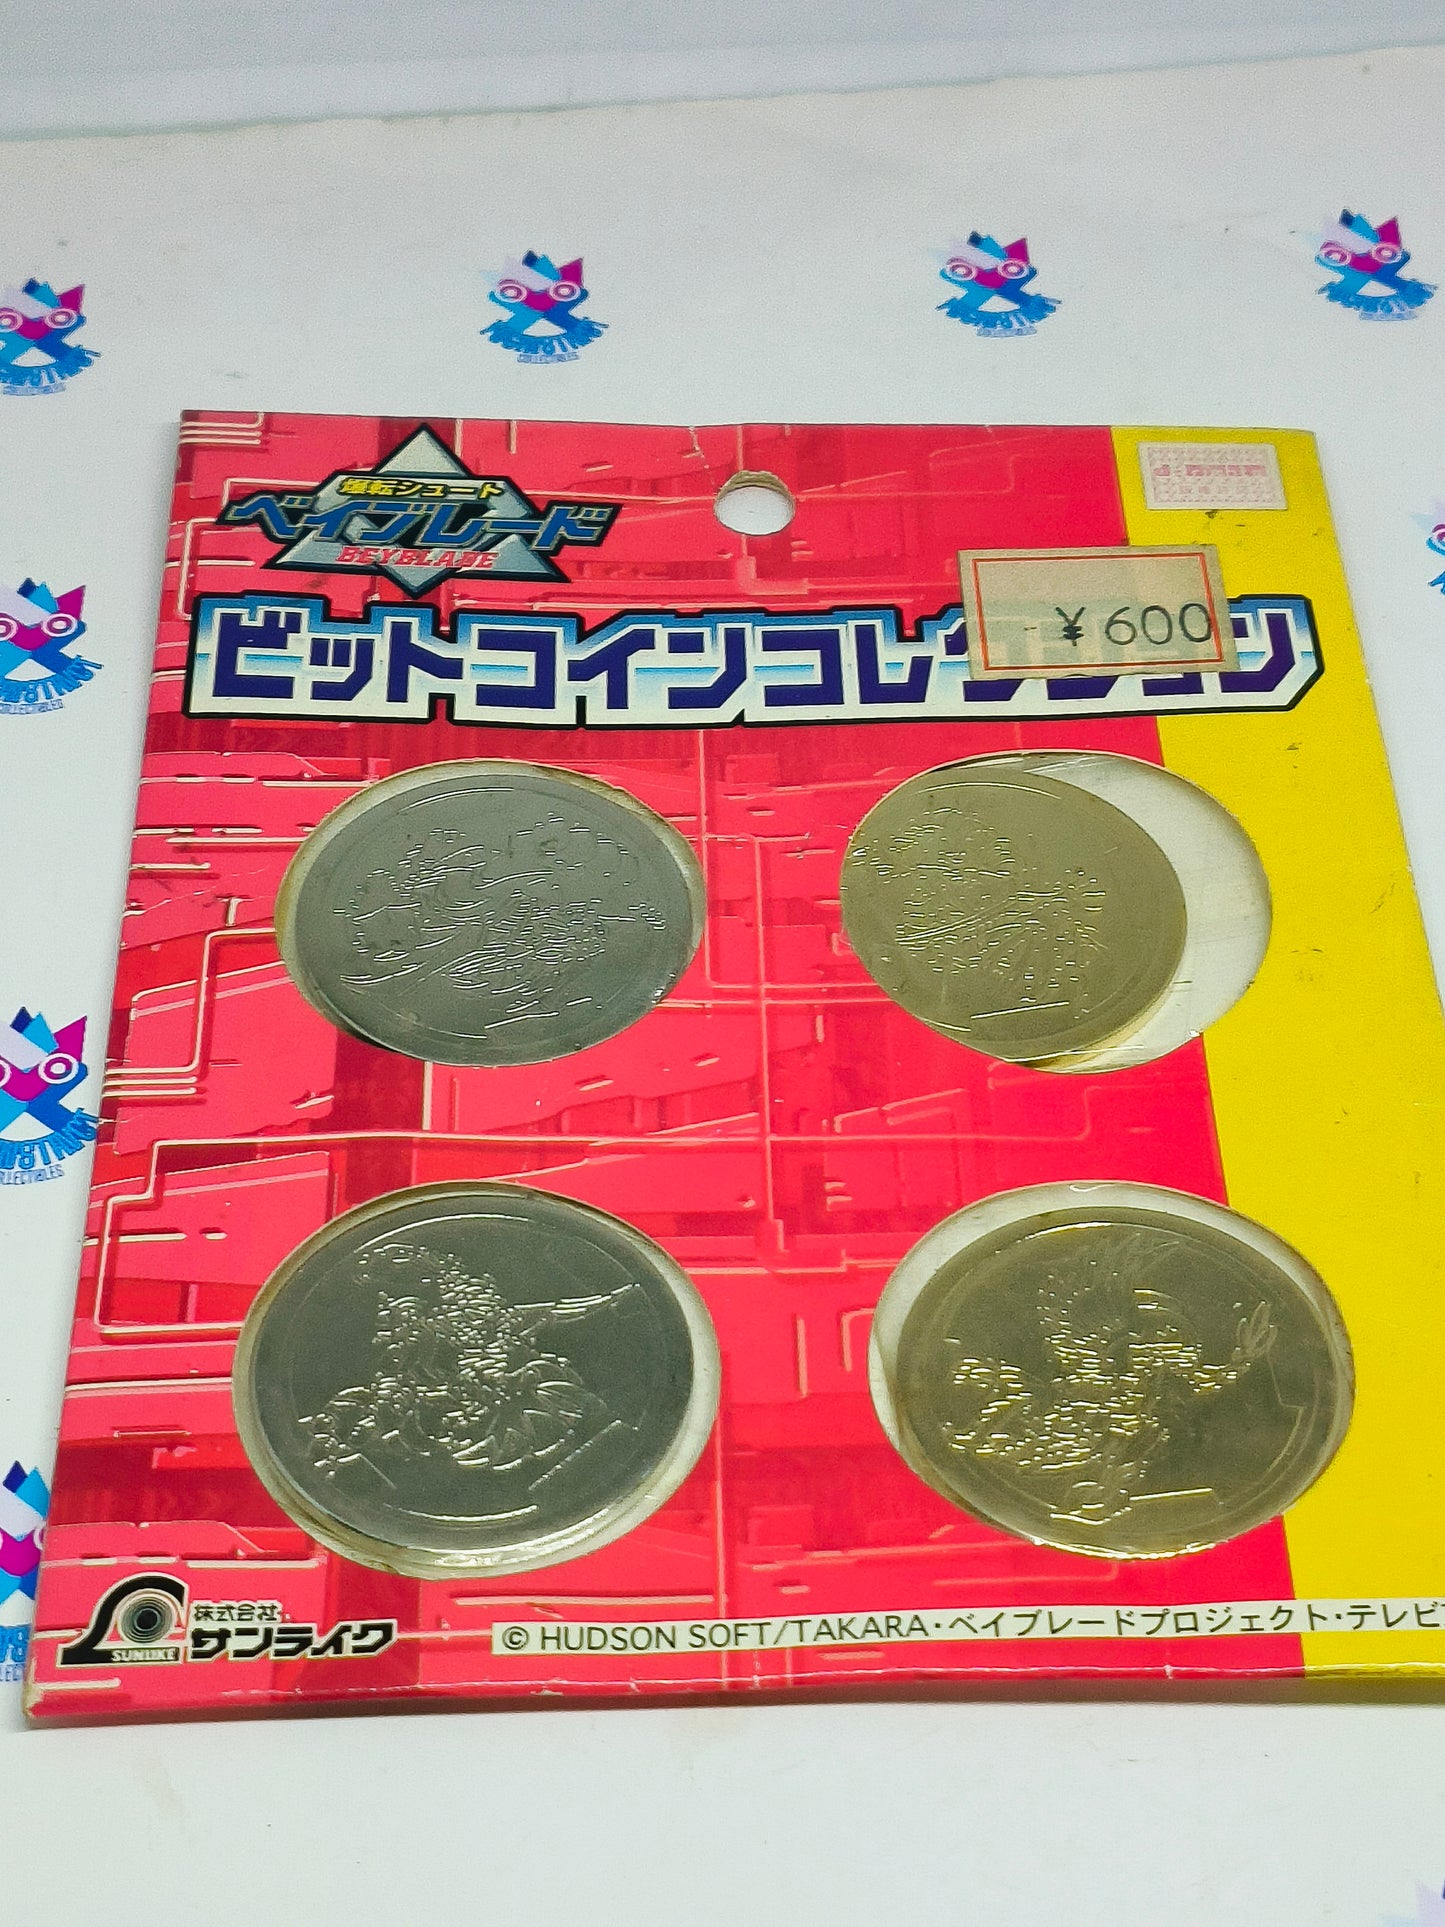 爆転シュート
ベイブレード
BEYBLADE
¥600
ビットコインコレクション
株式会社
サンライク
SUNLIKE
© HUDSON SOFT/TAKARA・ベイブレードプロジェクト・テレビ